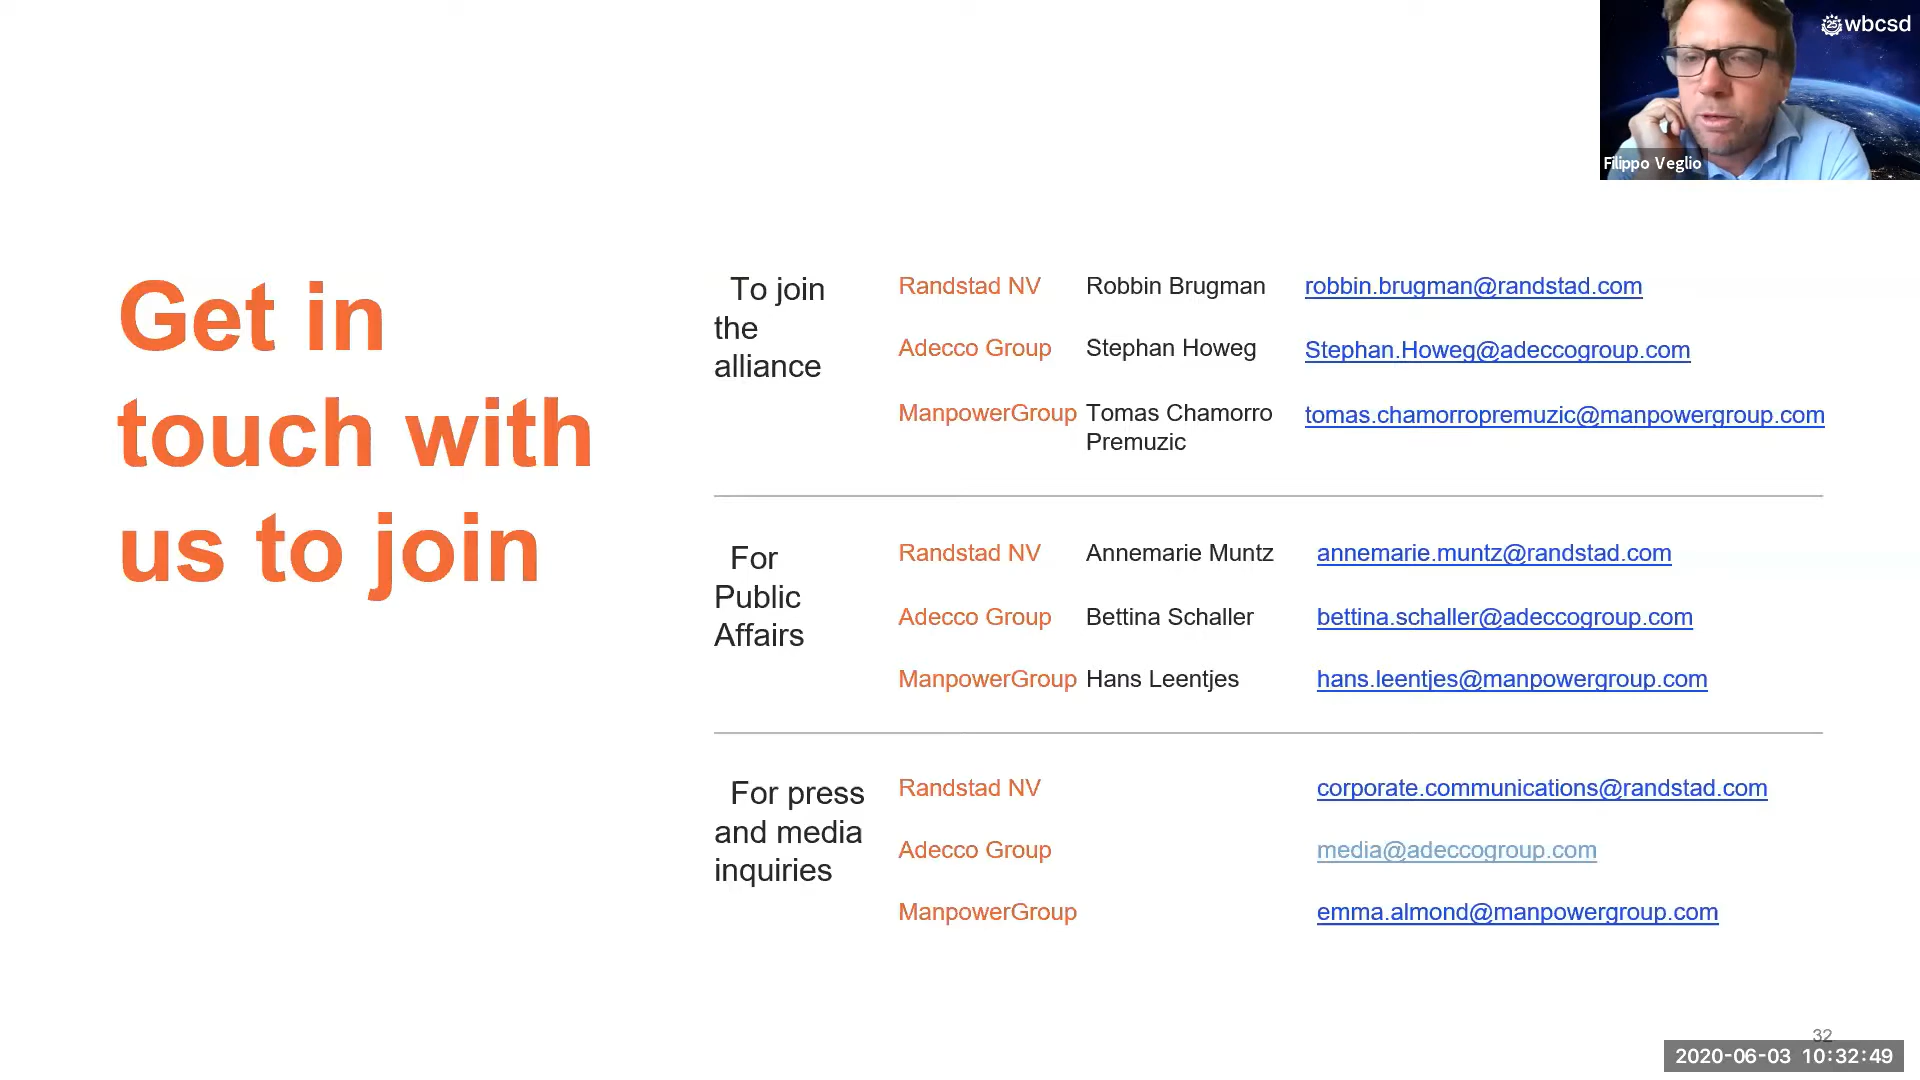 wbcsd
Filippo Veglio
Get in
touch with
us to join
To join
the
alliance
Randstad NV Robbin Brugman robbin.brugman@randstad.com
Adecco Group Stephan Howeg Stephan.Howeg@adeccogroup.com
ManpowerGroup Tomas Chamorro tomas.chamorropremuzic@manpowergroup.com
Premuzic
For
Public
Affairs
Randstad NV Annemarie Muntz annemarie.muntz@randstad.com
Adecco Group Bettina Schaller bettina.schaller@adeccogroup.com
ManpowerGroup Hans Leentjes hans.leentjes@manpowergroup.com
For press
and media
inquiries
Randstad NV corporate.communications@randstad.com
Adecco Group media@adeccogroup.com
ManpowerGroup emma.almond@manpowergroup.com
32
2020-06-03 10:32:49